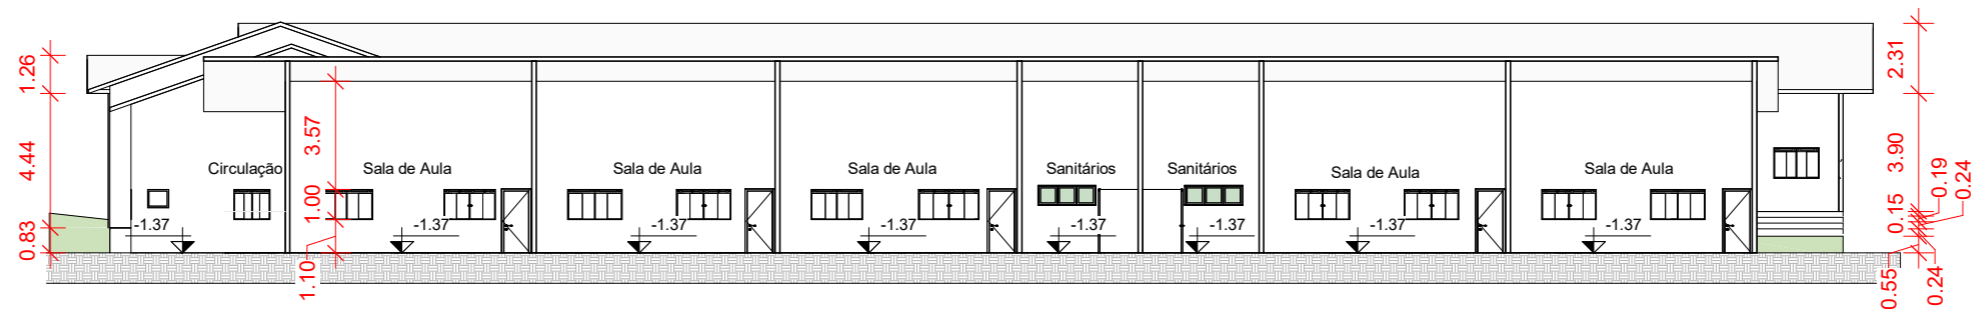 1.26
4.44
0.83
3.57
1.00
1.10
Circulação
Sala de Aula
Sala de Aula
Sala de Aula
Sanitários
Sanitários
Sala de Aula
Sala de Aula
-1.37
-1.37
-1.37
-1.37
-1.37
-1.37
-1.37
-1.37
2.31
3.90
0.15
0.19
0.24
0.55
0.24